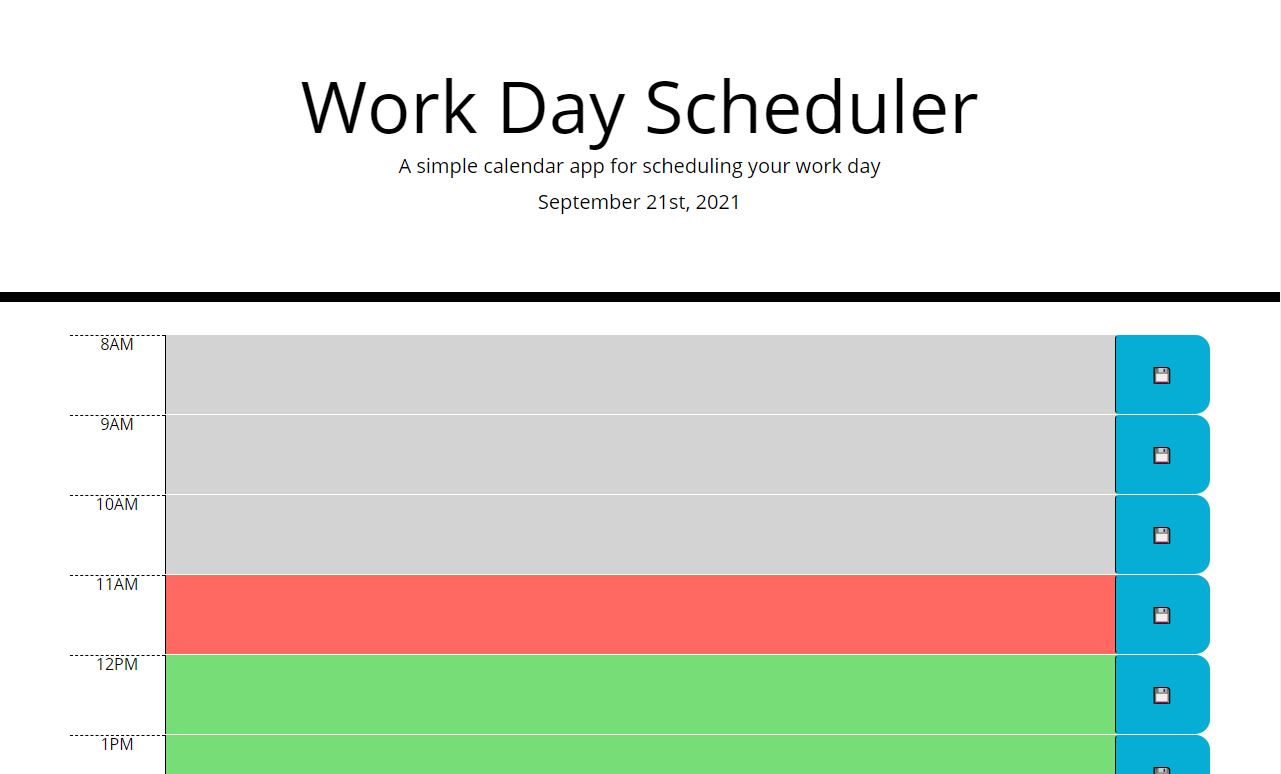 Work Day Scheduler
A simple calendar app for scheduling your work day
September 21st, 2021
8AM
9AM
10AM
11AM
12PM
1PM